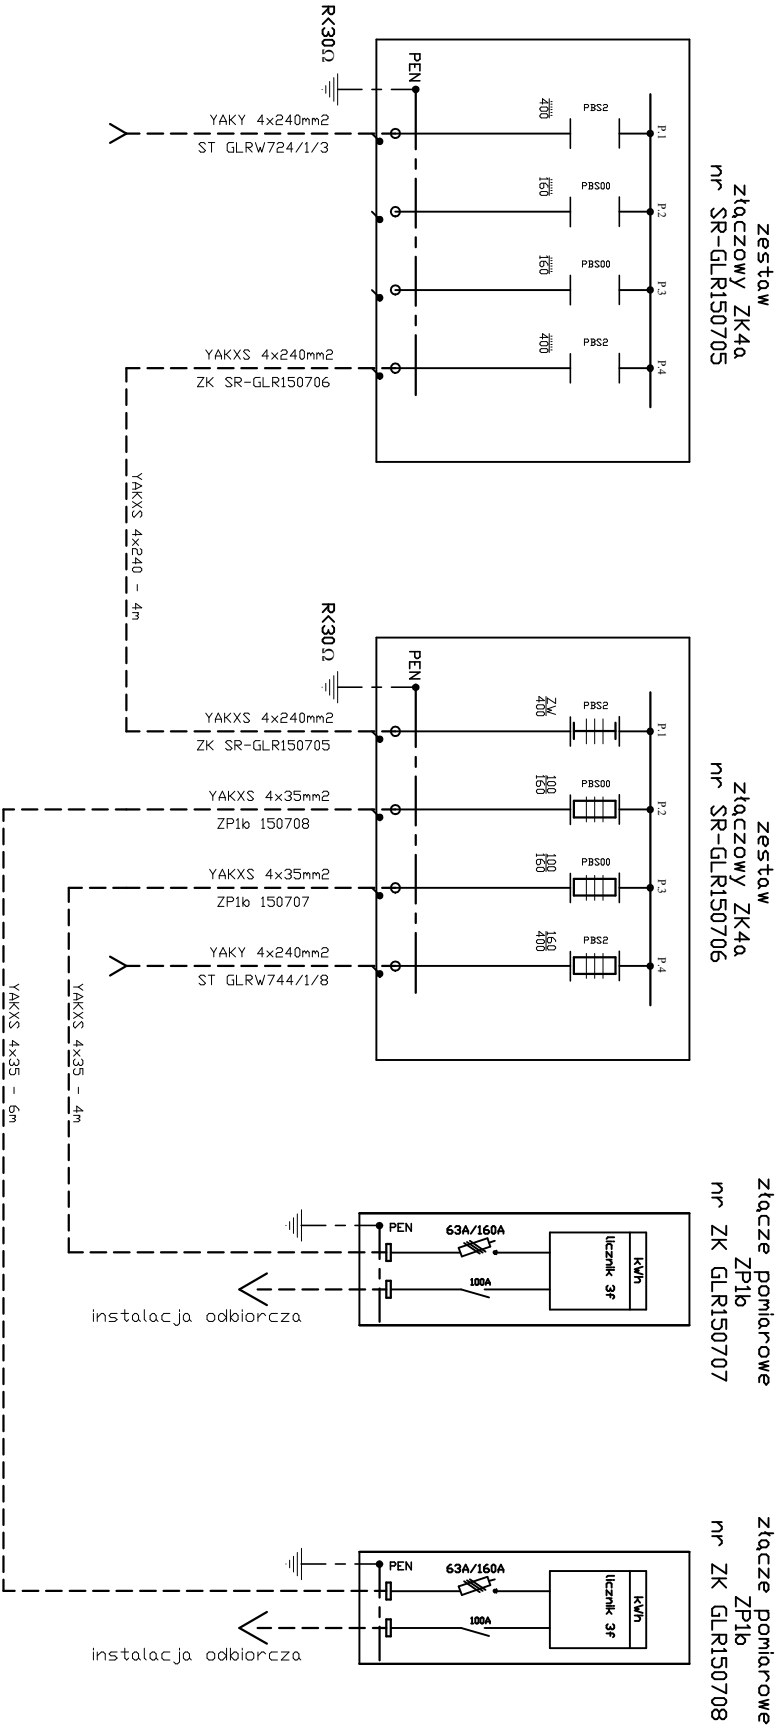 zestaw
złączowy ZK4a
nr SR-GLR150705
R<30Ω
PEN
P.1
P.2
P.3
P.4
PBS2
400
PBS00
160
PBS00
160
PBS2
400
YAKY 4x240mm2
ST GLRW724/1/3
YAKXS 4x240mm2
ZK SR-GLR150706
YAKXS 4x240 - 4m
zestaw
złączowy ZK4a
nr SR-GLR150706
R<30Ω
PEN
P.1
P.2
P.3
P.4
PBS2
ZW
400
PBS00
100
160
PBS00
100
160
PBS2
160
400
YAKXS 4x240mm2
ZK SR-GLR150705
YAKXS 4x35mm2
ZP1b 150708
YAKXS 4x35mm2
ZP1b 150707
YAKY 4x240mm2
ST GLRW744/1/8
YAKXS 4x35 - 4m
YAKXS 4x35 - 6m
złącze pomiarowe
ZP1b
nr ZK GLR150707
kWh
licznik 3f
63A/160A
100A
PEN
instalacja odbiorcza
złącze pomiarowe
ZP1b
nr ZK GLR150708
kWh
licznik 3f
63A/160A
100A
PEN
instalacja odbiorcza